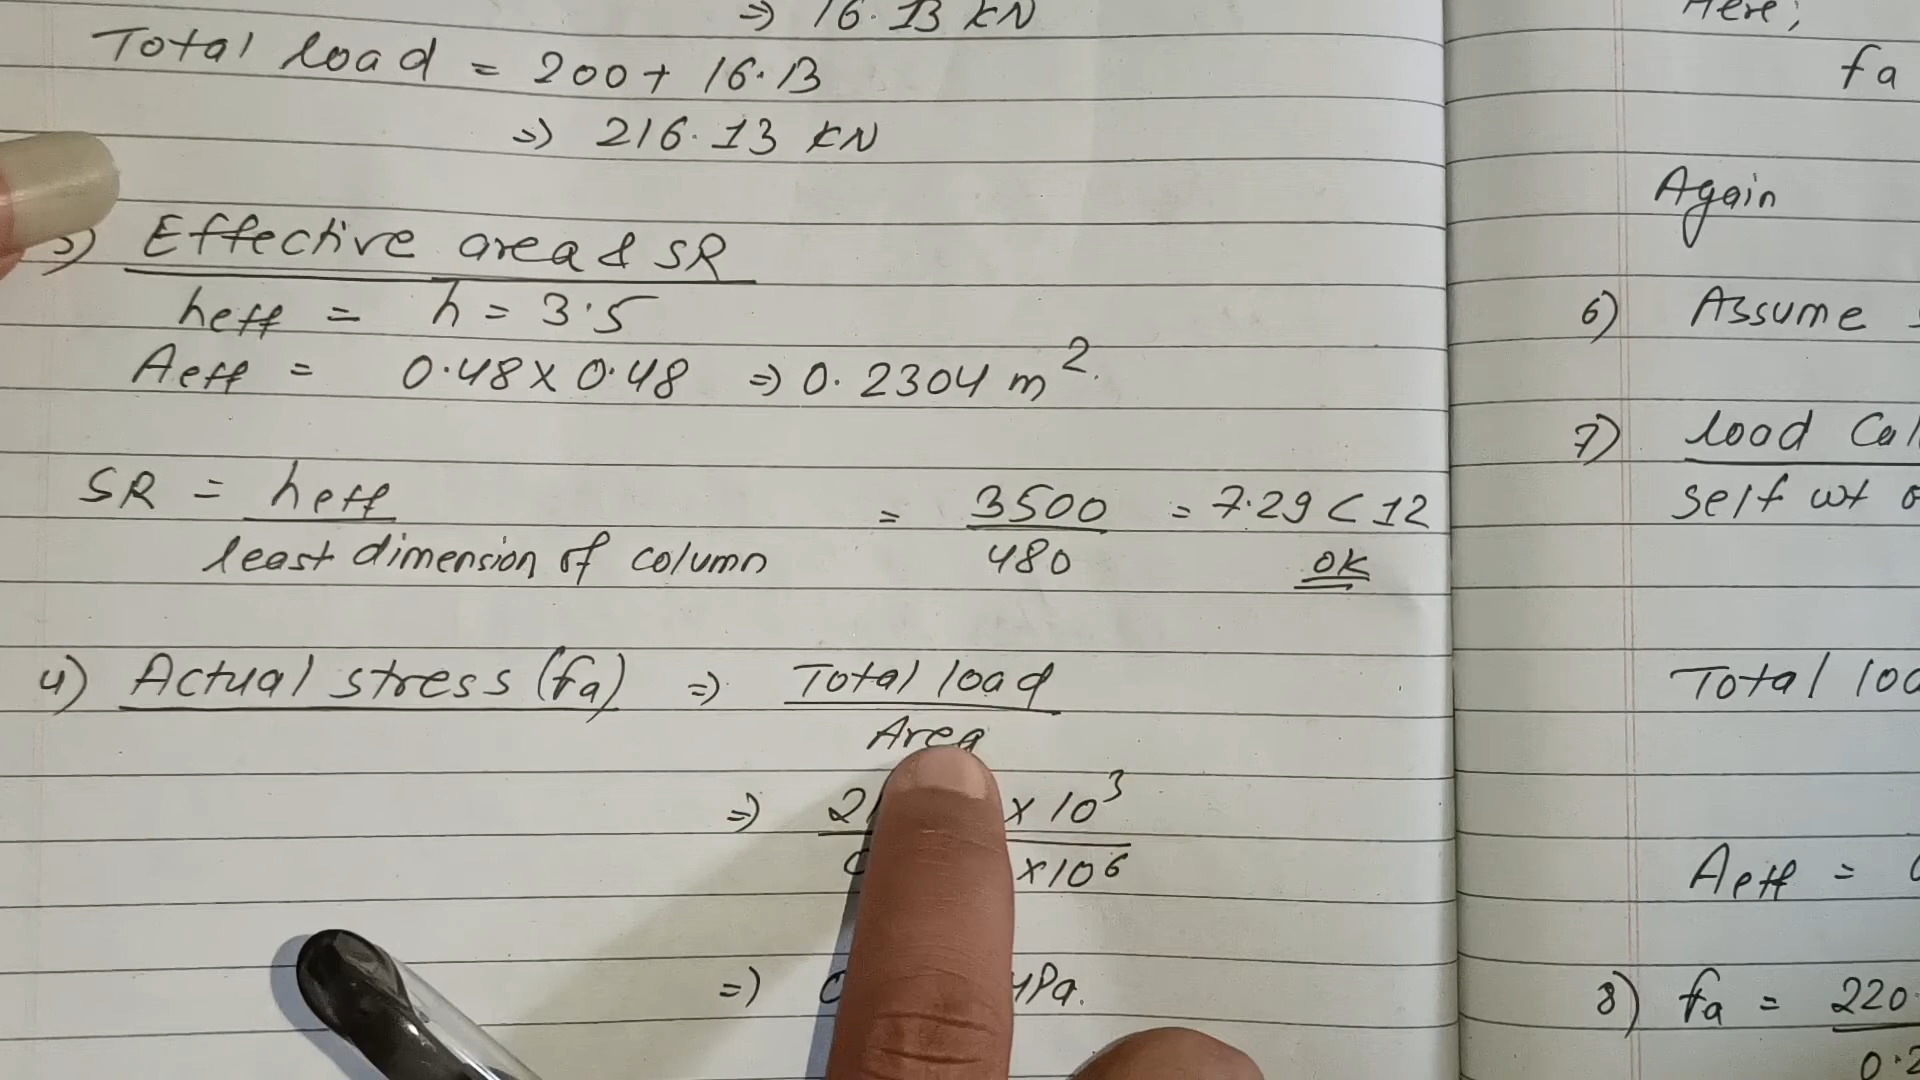 => 16.13 KN
Total load = 200 + 16.13
=> 216.13 KN
Effective area & SR
heff = h = 3.5
Aeff = 0.48 x 0.48 => 0.2304 m².
SR = heff / least dimension of column = 3500 / 480 = 7.29 < 12
OK
4) Actual stress (fa) => Total load / Area
=> x 10³ / x 10⁶
=> MPa.
Here;
fa
Again
6) Assume
7) load
self wt
Total
Aeff =
8) fa = 220